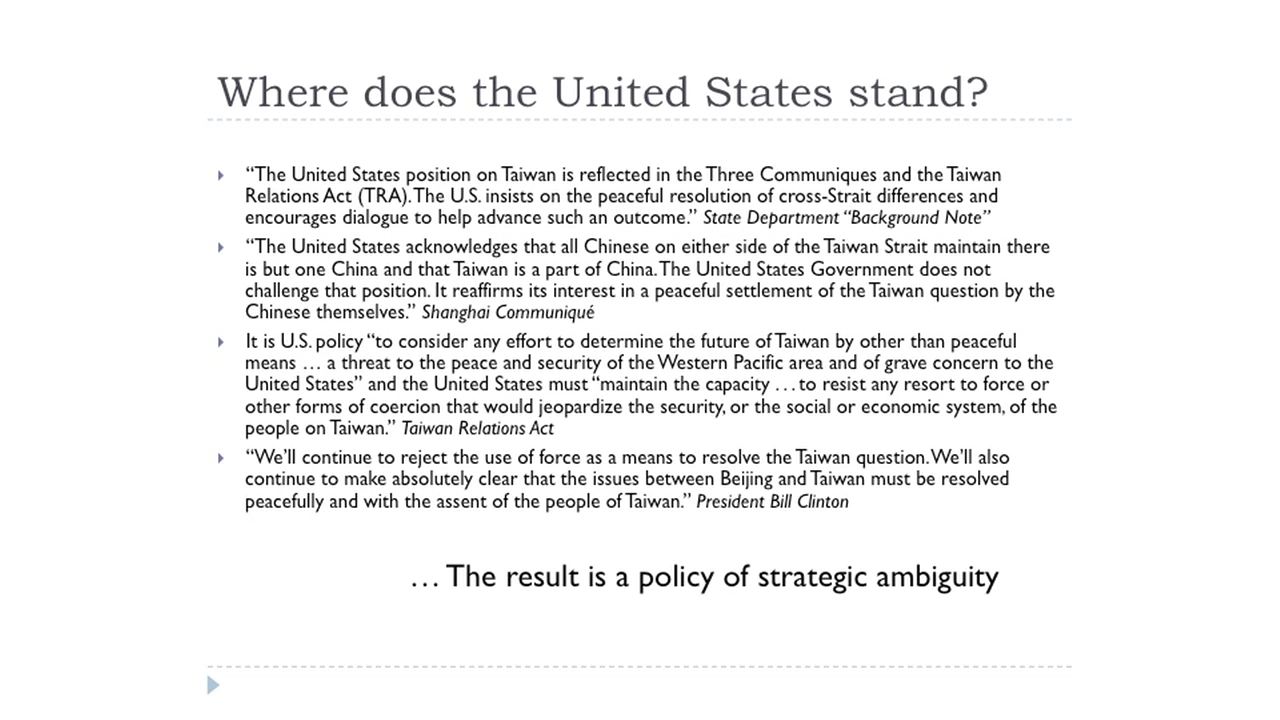 Where does the United States stand?
“The United States position on Taiwan is reflected in the Three Communiques and the Taiwan
Relations Act (TRA). The U.S. insists on the peaceful resolution of cross-Strait differences and
encourages dialogue to help advance such an outcome.” State Department “Background Note”
“The United States acknowledges that all Chinese on either side of the Taiwan Strait maintain there
is but one China and that Taiwan is a part of China. The United States Government does not
challenge that position. It reaffirms its interest in a peaceful settlement of the Taiwan question by the
Chinese themselves.” Shanghai Communiqué
It is U.S. policy “to consider any effort to determine the future of Taiwan by other than peaceful
means … a threat to the peace and security of the Western Pacific area and of grave concern to the
United States” and the United States must “maintain the capacity … to resist any resort to force or
other forms of coercion that would jeopardize the security, or the social or economic system, of the
people on Taiwan.” Taiwan Relations Act
“We’ll continue to reject the use of force as a means to resolve the Taiwan question. We’ll also
continue to make absolutely clear that the issues between Beijing and Taiwan must be resolved
peacefully and with the assent of the people of Taiwan.” President Bill Clinton
… The result is a policy of strategic ambiguity